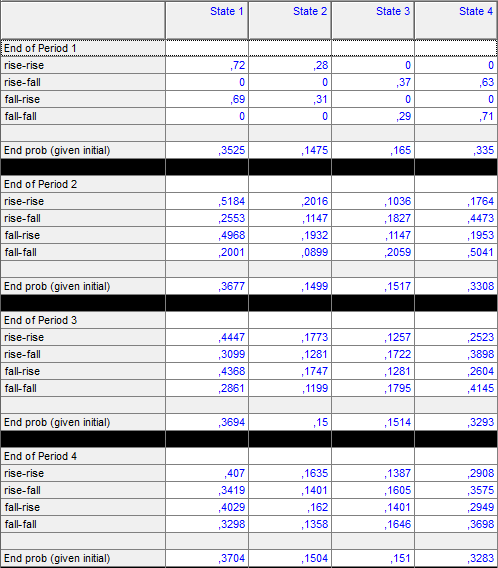 State 1 State 2 State 3 State 4
End of Period 1
rise-rise ,72 ,28 0 0
rise-fall 0 0 ,37 ,63
fall-rise ,69 ,31 0 0
fall-fall 0 0 ,29 ,71
End prob (given initial) ,3525 ,1475 ,165 ,335
End of Period 2
rise-rise ,5184 ,2016 ,1036 ,1764
rise-fall ,2553 ,1147 ,1827 ,4473
fall-rise ,4968 ,1932 ,1147 ,1953
fall-fall ,2001 ,0899 ,2059 ,5041
End prob (given initial) ,3677 ,1499 ,1517 ,3308
End of Period 3
rise-rise ,4447 ,1773 ,1257 ,2523
rise-fall ,3099 ,1281 ,1722 ,3898
fall-rise ,4368 ,1747 ,1281 ,2604
fall-fall ,2861 ,1199 ,1795 ,4145
End prob (given initial) ,3694 ,15 ,1514 ,3293
End of Period 4
rise-rise ,407 ,1635 ,1387 ,2908
rise-fall ,3419 ,1401 ,1605 ,3575
fall-rise ,4029 ,162 ,1401 ,2949
fall-fall ,3298 ,1358 ,1646 ,3698
End prob (given initial) ,3704 ,1504 ,151 ,3283